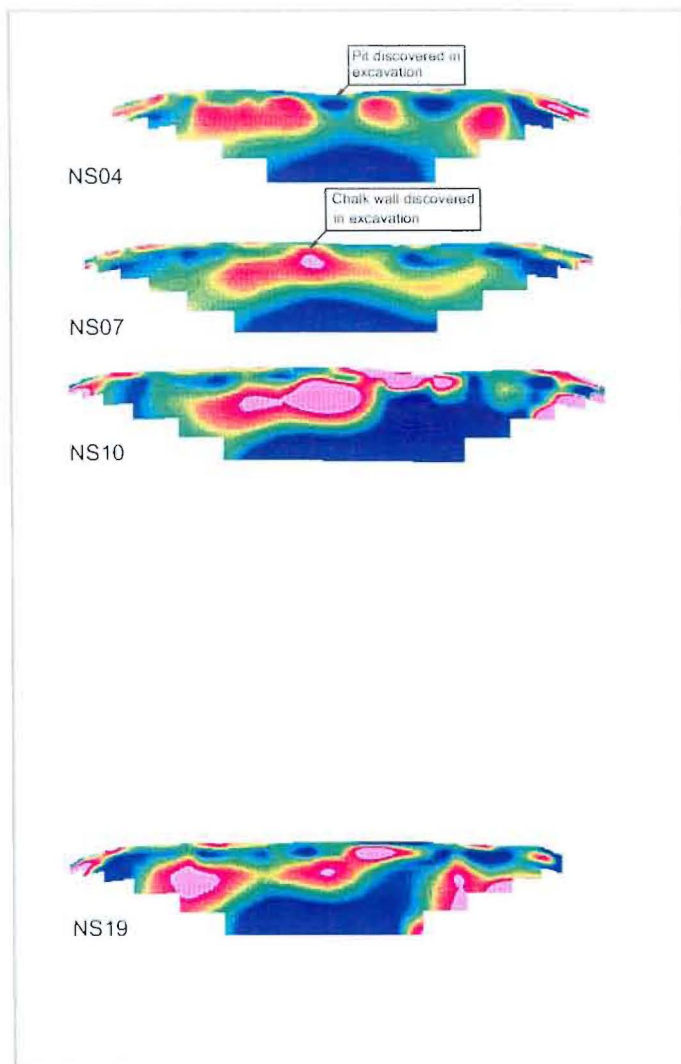 Pit discovered in
excavation
NS04
Chalk wall discovered
in excavation
NS07
NS10
NS19